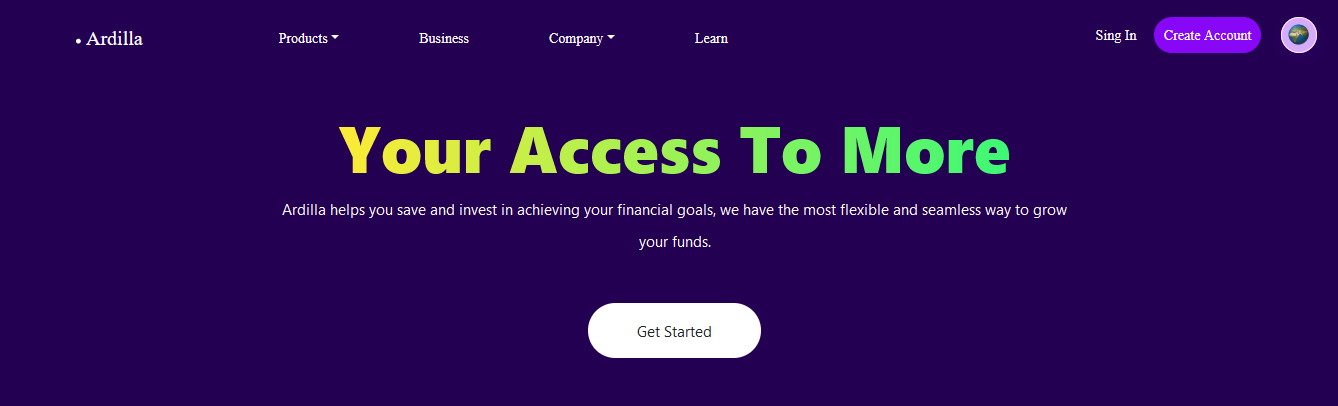 • Ardilla
Products
Business
Company
Learn
Sing In
Create Account
Your Access To More
Ardilla helps you save and invest in achieving your financial goals, we have the most flexible and seamless way to grow
your funds.
Get Started